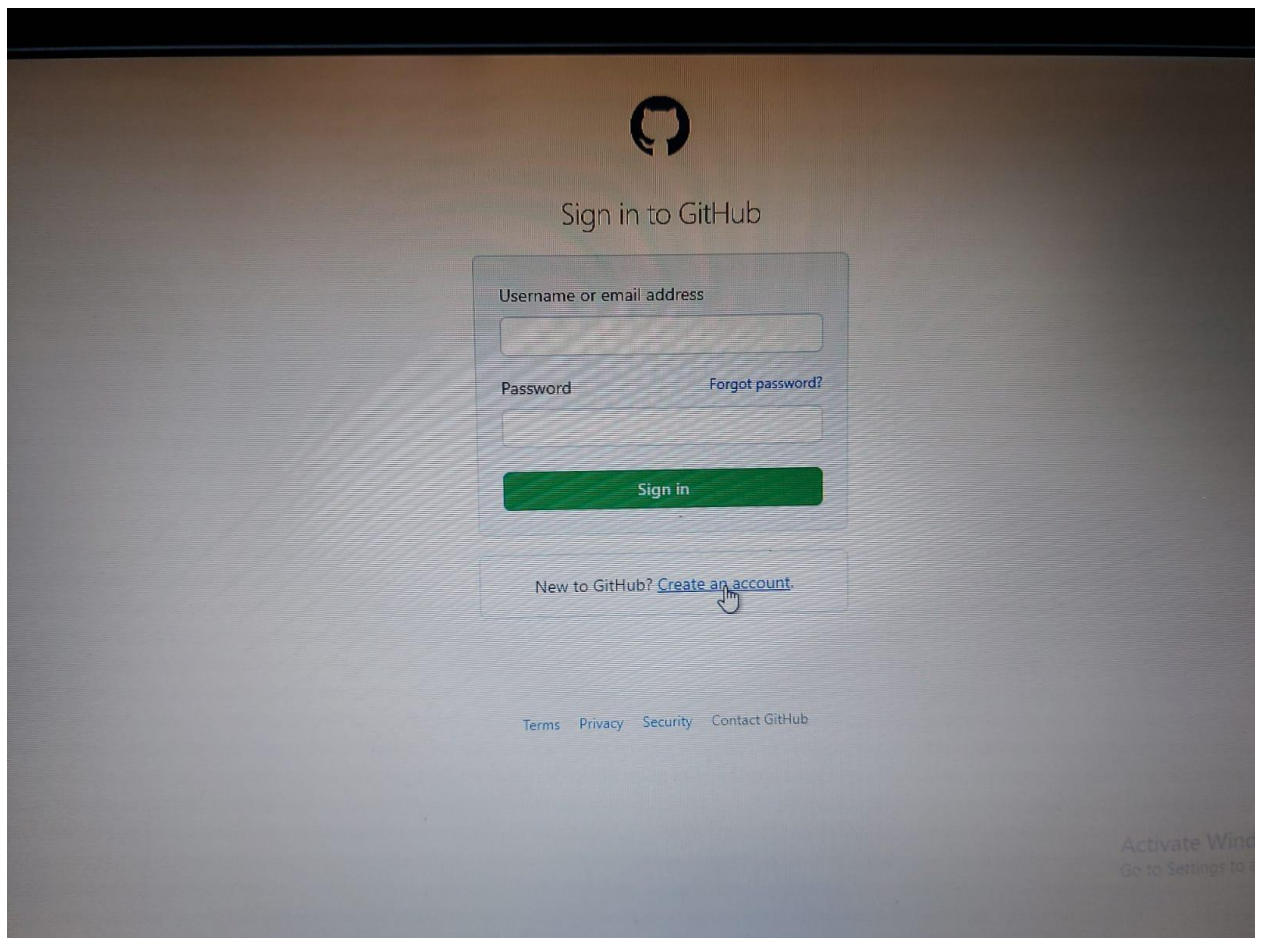 Sign in to GitHub
Username or email address
Password Forgot password?
Sign in
New to GitHub? Create an account.
Terms Privacy Security Contact GitHub
Activate
Go to Settings to